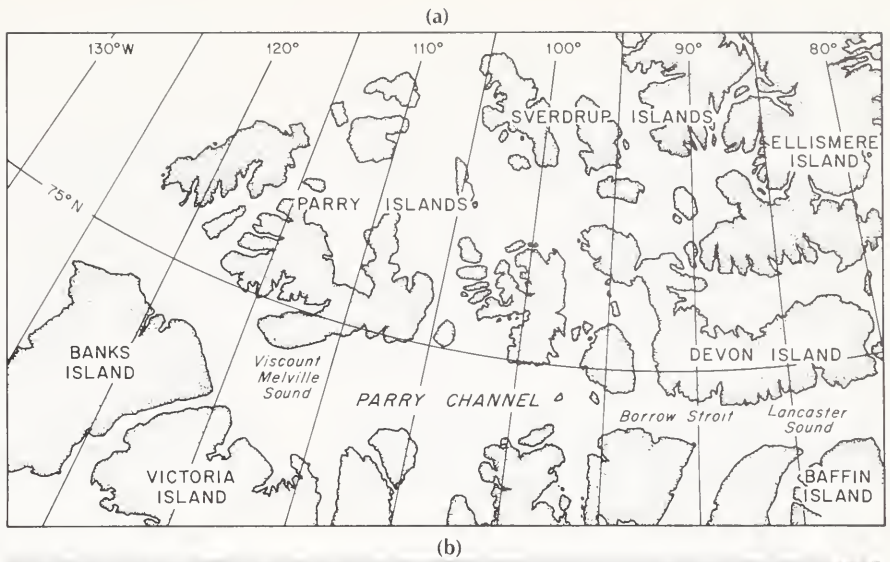 (a)
130°W 120° 110° 100° 90° 80°
SVERDRUP ISLANDS
ELLISMERE
ISLAND
75°N
PARRY ISLANDS
BANKS
ISLAND
Viscount
Melville
Sound
DEVON ISLAND
PARRY CHANNEL
Borrow Strait
Lancaster
Sound
VICTORIA
ISLAND
BAFFIN
ISLAND
(b)